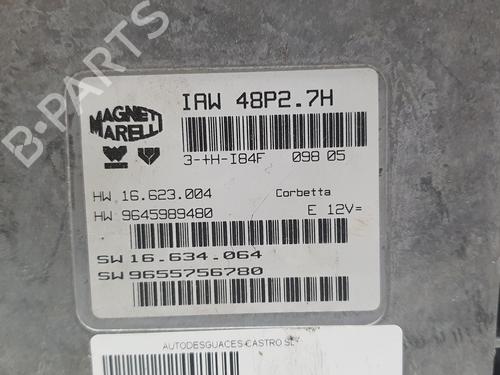 B-PARTS
MAGNETI
MARELLI
IAW 48P2.7H
3-+H-I84F 098 05
HW 16.623.004 Corbetta
HW 9645989480 E 12V=
SW 16.634.064
SW 9655756780
AUTODESGUACES CASTRO SL